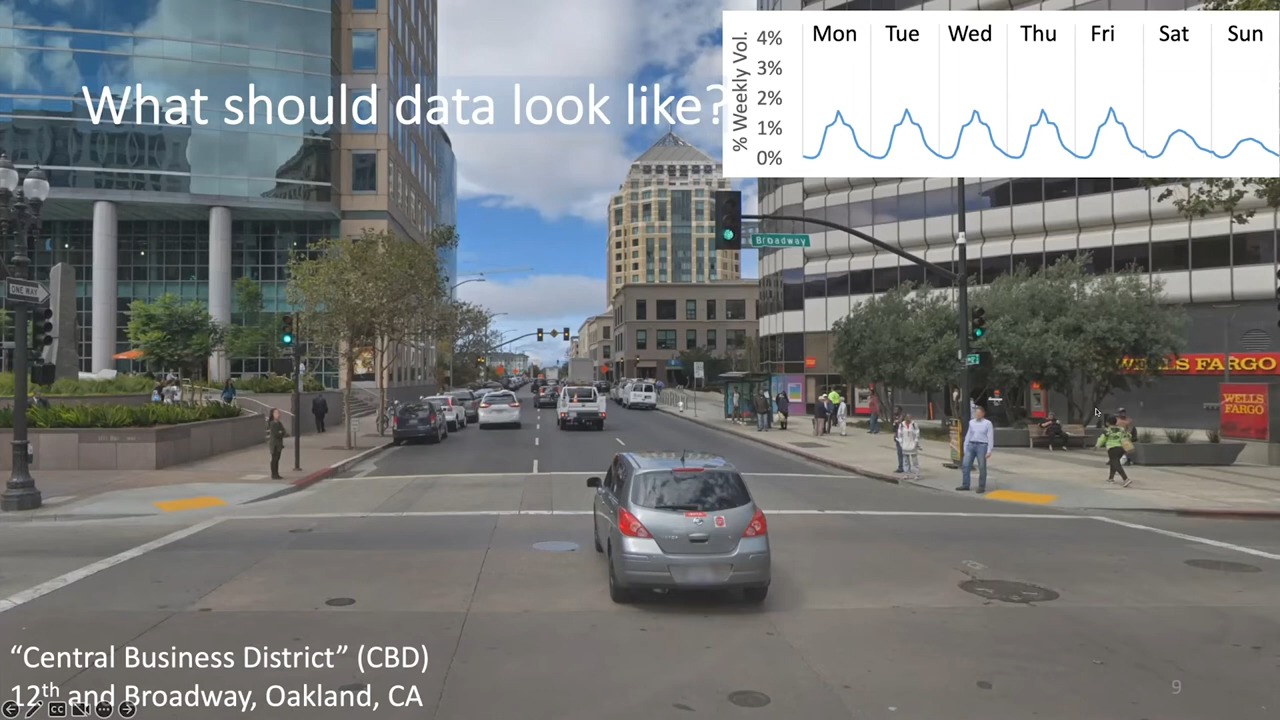 What should data look like?
% Weekly Vol.
4%
3%
2%
1%
0%
Mon Tue Wed Thu Fri Sat Sun
ONE WAY
Broadway
WELLS FARGO
WELLS
FARGO
"Central Business District" (CBD)
12th and Broadway, Oakland, CA
CC
9